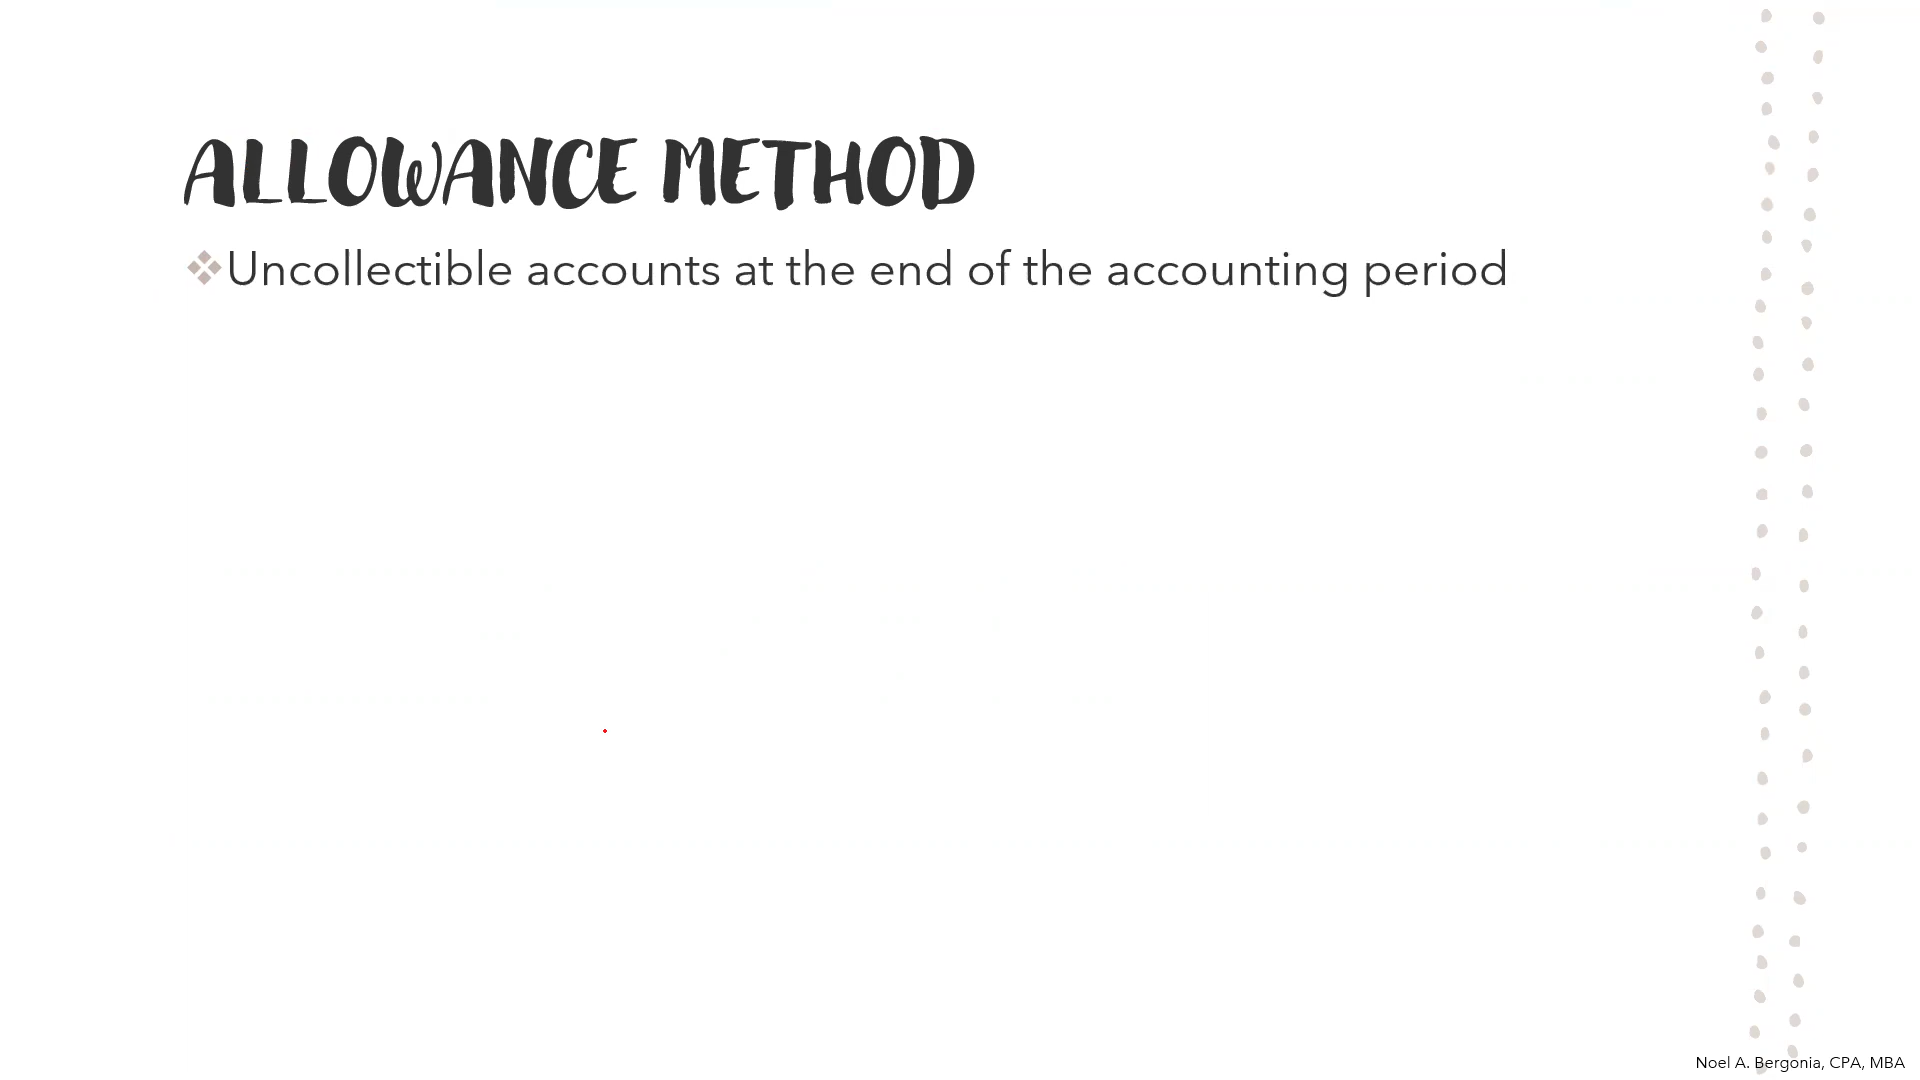 ALLOWANCE METHOD
❖Uncollectible accounts at the end of the accounting period
Noel A. Bergonia, CPA, MBA